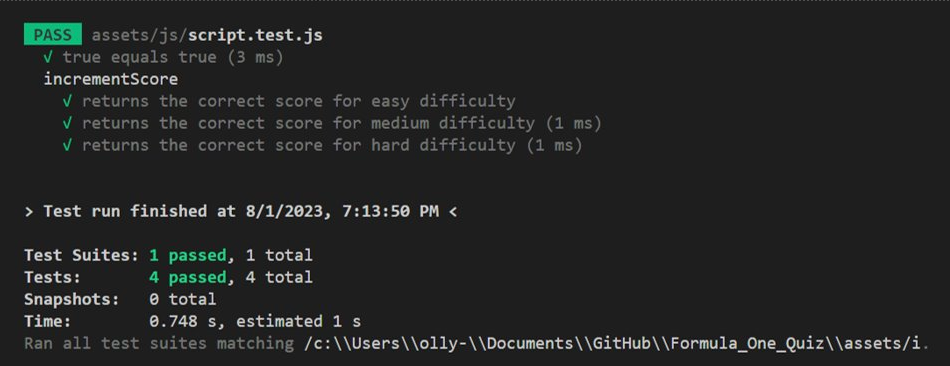 PASS assets/js/script.test.js
√ true equals true (3 ms)
incrementScore
√ returns the correct score for easy difficulty
√ returns the correct score for medium difficulty (1 ms)
√ returns the correct score for hard difficulty (1 ms)
> Test run finished at 8/1/2023, 7:13:50 PM <
Test Suites: 1 passed, 1 total
Tests: 4 passed, 4 total
Snapshots: 0 total
Time: 0.748 s, estimated 1 s
Ran all test suites matching /c:\\Users\\olly-\\Documents\\GitHub\\Formula_One_Quiz\\assets/i.